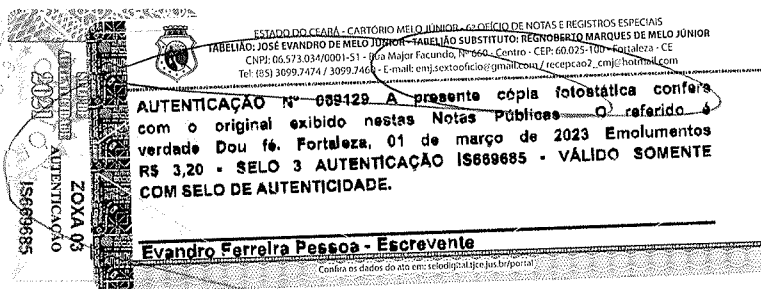 ESTADO DO CEARÁ - CARTÓRIO MELO JÚNIOR - 6º OFÍCIO DE NOTAS E REGISTROS ESPECIAIS
TABELIÃO: JOSÉ EVANDRO DE MELO JÚNIOR - TABELIÃO SUBSTITUTO: REGNOBERTO MARQUES DE MELO JÚNIOR
CNPJ: 06.573.034/0001-51 - Rua Major Facundo, Nº 660 - Centro - CEP: 60.025-100 - Fortaleza - CE
Tel: (85) 3099.7474 / 3099.7460 - E-mail: emj.sextooficio@gmail.com / recepcao2_cmj@hotmail.com
AUTENTICAÇÃO Nº 069129 A presente cópia fotostática confere
com o original exibido nestas Notas Públicas O referido é
verdade Dou fé. Fortaleza, 01 de março de 2023 Emolumentos
R$ 3,20 - SELO 3 AUTENTICAÇÃO IS669685 - VÁLIDO SOMENTE
COM SELO DE AUTENTICIDADE.
Evandro Ferreira Pessoa - Escrevente
Confira os dados do ato em: selodigital.tjce.jus.br/portal
2021
AUTENTICAÇÃO
ZOXA 03
IS669685